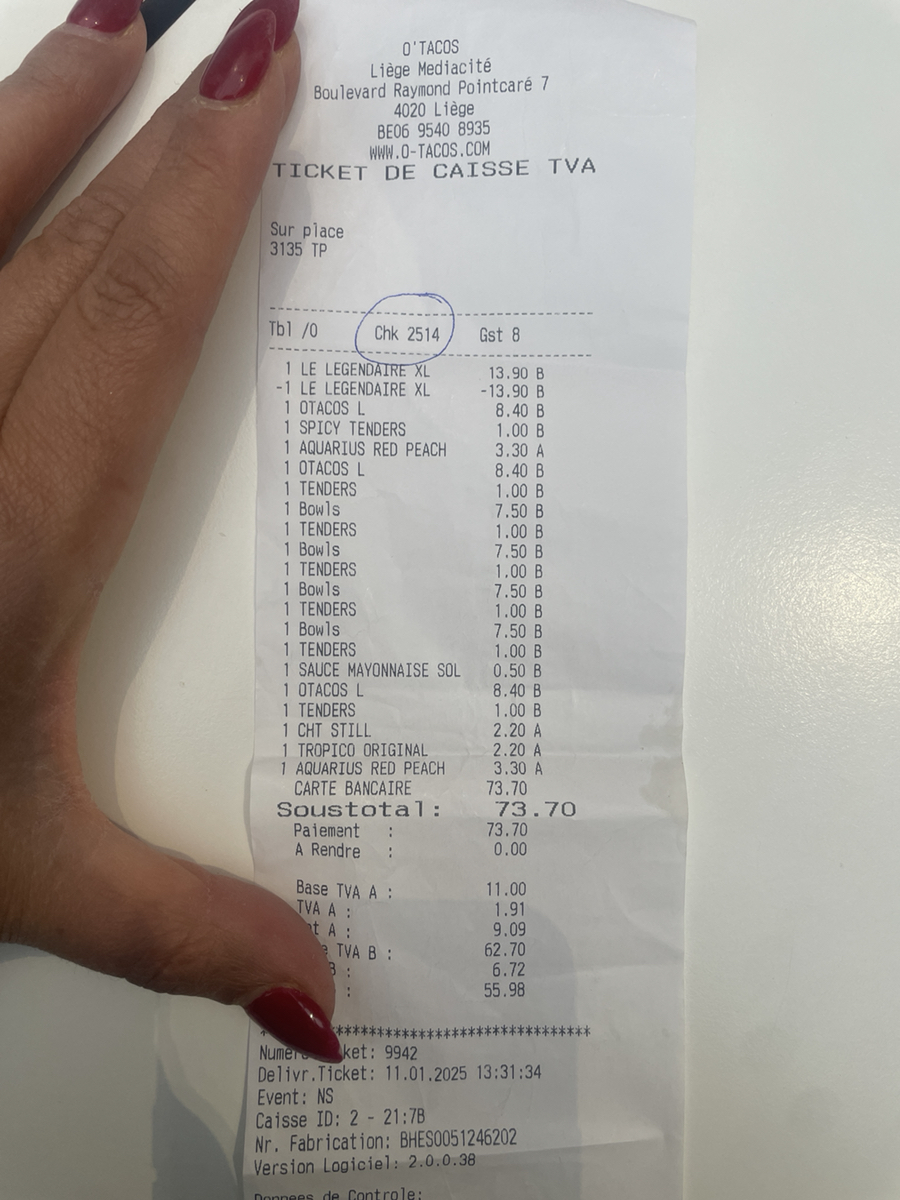 O'TACOS
Liège Mediacité
Boulevard Raymond Pointcaré 7
4020 Liège
BE06 9540 8935
WWW.O-TACOS.COM
TICKET DE CAISSE TVA
Sur place
3135 TP
Tbl /0 Chk 2514 Gst 8
1 LE LEGENDAIRE XL 13.90 B
-1 LE LEGENDAIRE XL -13.90 B
1 OTACOS L 8.40 B
1 SPICY TENDERS 1.00 B
1 AQUARIUS RED PEACH 3.30 A
1 OTACOS L 8.40 B
1 TENDERS 1.00 B
1 Bowls 7.50 B
1 TENDERS 1.00 B
1 Bowls 7.50 B
1 TENDERS 1.00 B
1 Bowls 7.50 B
1 TENDERS 1.00 B
1 Bowls 7.50 B
1 TENDERS 1.00 B
1 SAUCE MAYONNAISE SOL 0.50 B
1 OTACOS L 8.40 B
1 TENDERS 1.00 B
1 CHT STILL 2.20 A
1 TROPICO ORIGINAL 2.20 A
1 AQUARIUS RED PEACH 3.30 A
CARTE BANCAIRE 73.70
Soustotal: 73.70
Paiement : 73.70
A Rendre : 0.00
Base TVA A : 11.00
TVA A : 1.91
A : 9.09
TVA B : 62.70
B : 6.72
: 55.98
*****************************************
ket: 9942
Delivr.Ticket: 11.01.2025 13:31:34
Event: NS
Caisse ID: 2 - 21:7B
Nr. Fabrication: BHES0051246202
Version Logiciel: 2.0.0.38
Donnees de Controle: